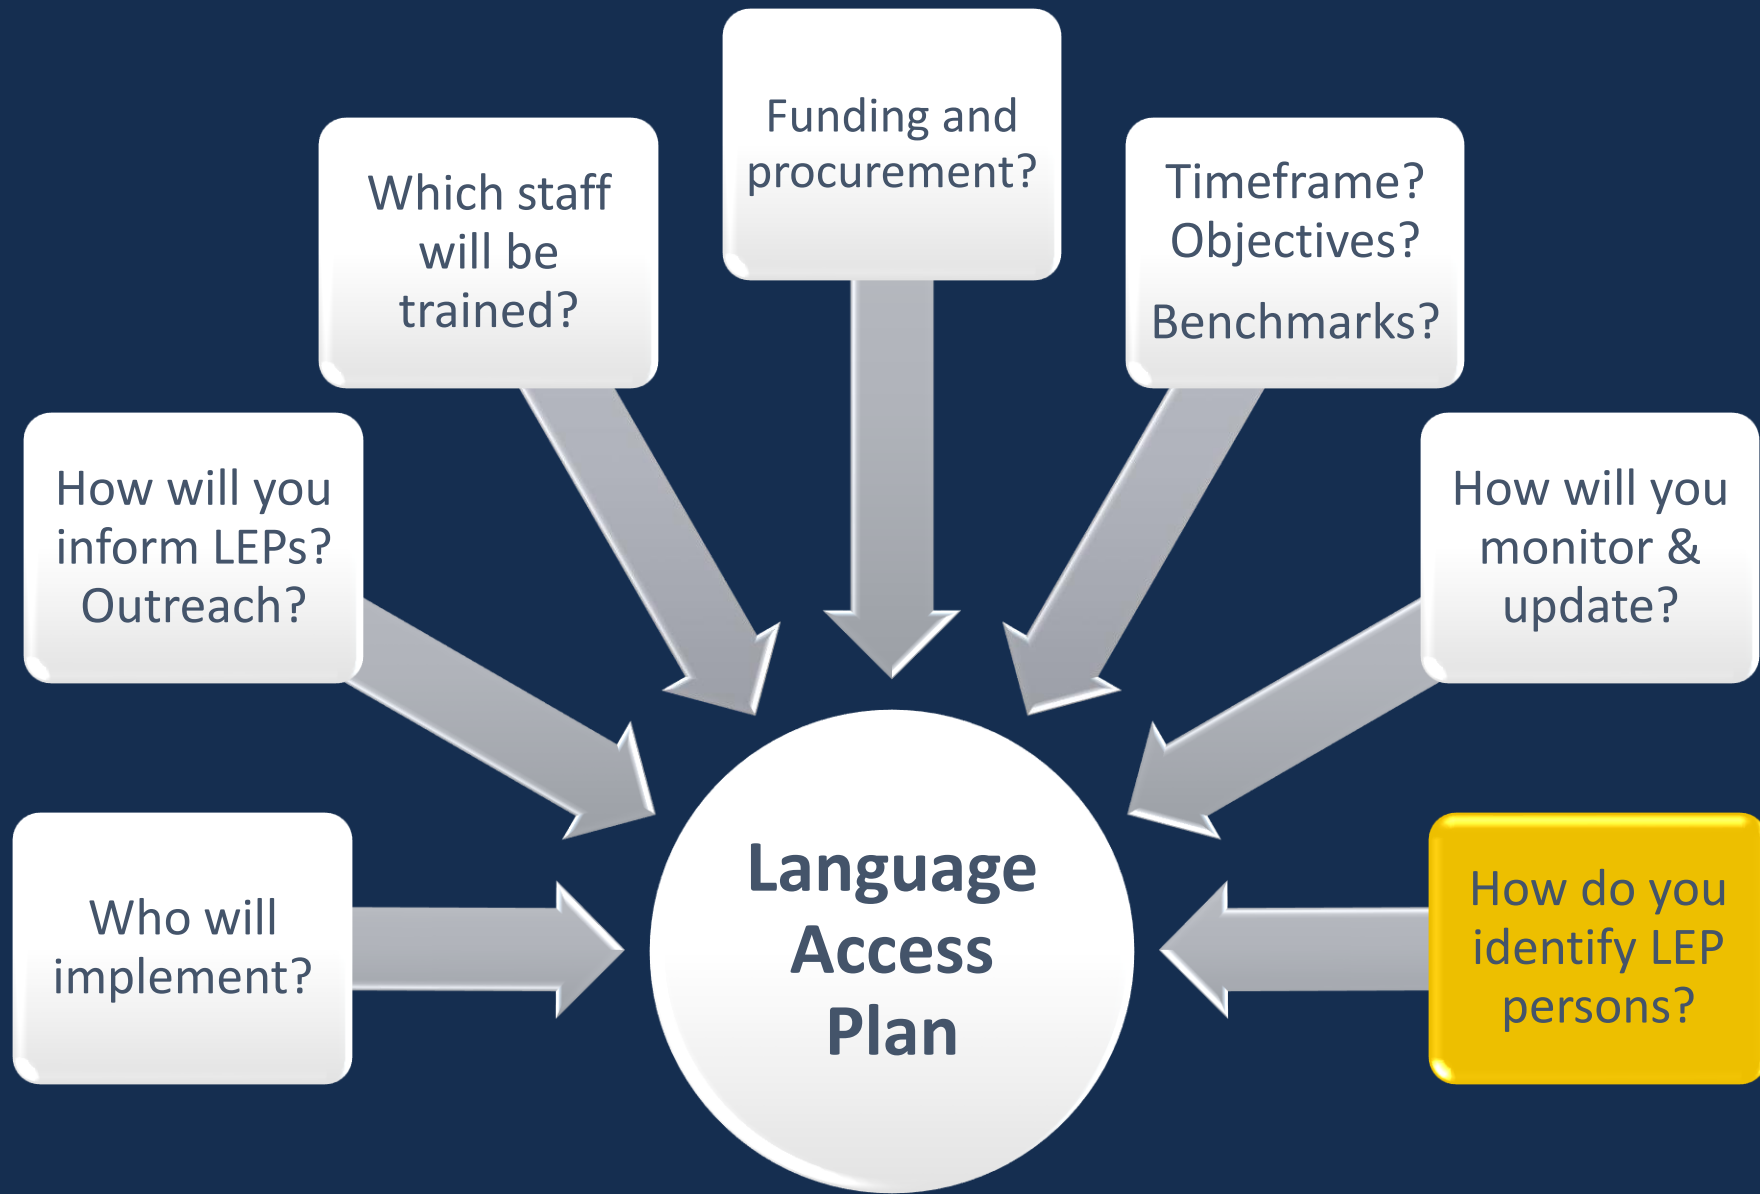 Funding and
procurement?
Which staff
will be
trained?
Timeframe?
Objectives?
Benchmarks?
How will you
inform LEPs?
Outreach?
How will you
monitor &
update?
Who will
implement?
Language
Access
Plan
How do you
identify LEP
persons?